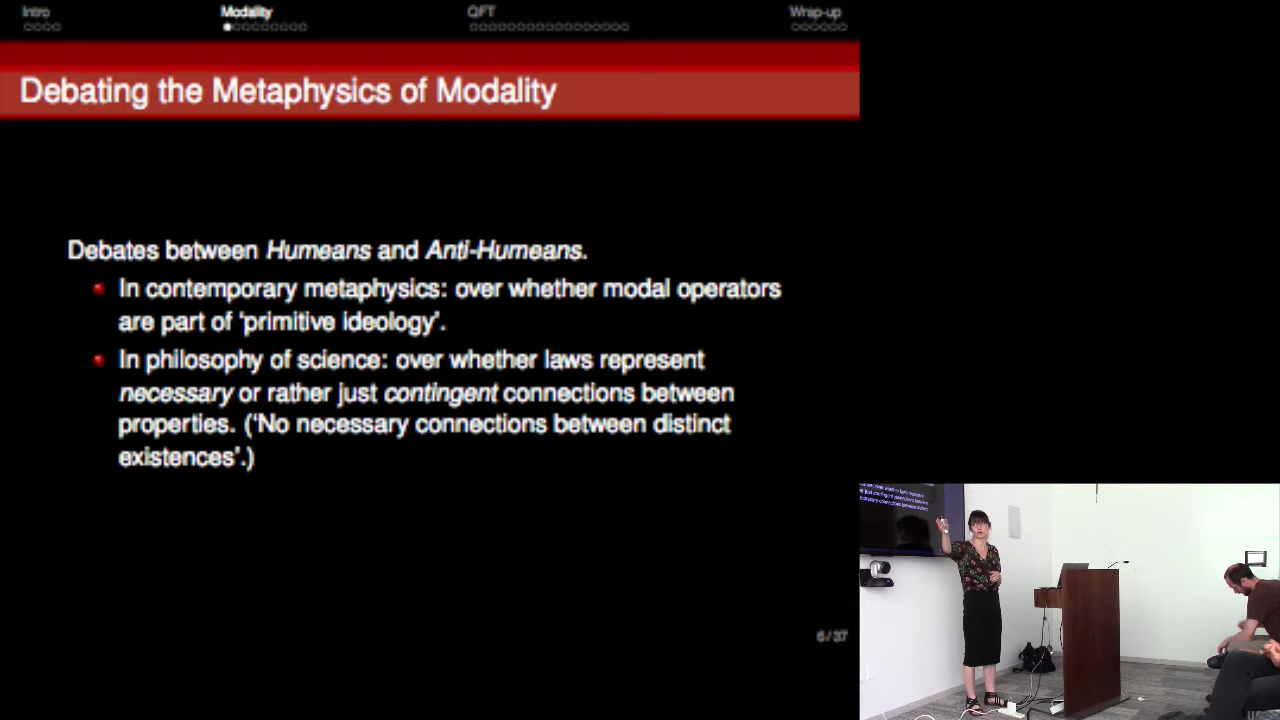 Intro Modality QFT Wrap-up
Debating the Metaphysics of Modality
Debates between Humeans and Anti-Humeans.
In contemporary metaphysics: over whether modal operators
are part of 'primitive ideology'.
In philosophy of science: over whether laws represent
necessary or rather just contingent connections between
properties. ('No necessary connections between distinct
existences'.)
6 / 37